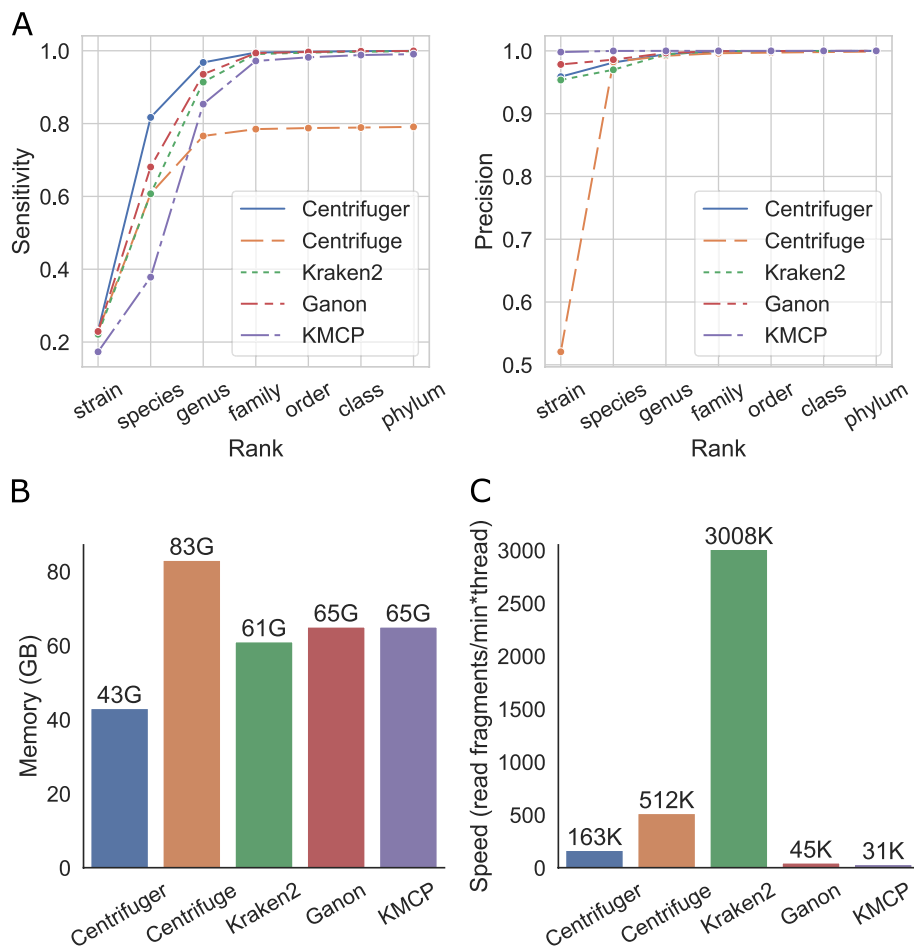 A
Sensitivity
1.0
0.8
0.6
0.4
0.2
Centrifuger
Centrifuge
Kraken2
Ganon
KMCP
strain
species
genus
family
order
class
phylum
Rank
Precision
1.0
0.9
0.8
0.7
0.6
0.5
Centrifuger
Centrifuge
Kraken2
Ganon
KMCP
strain
species
genus
family
order
class
phylum
Rank
B
Memory (GB)
80
60
40
20
0
43G
83G
61G
65G
65G
Centrifuger
Centrifuge
Kraken2
Ganon
KMCP
C
Speed (read fragments/min*thread)
3000
2500
2000
1500
1000
500
0
163K
512K
3008K
45K
31K
Centrifuger
Centrifuge
Kraken2
Ganon
KMCP